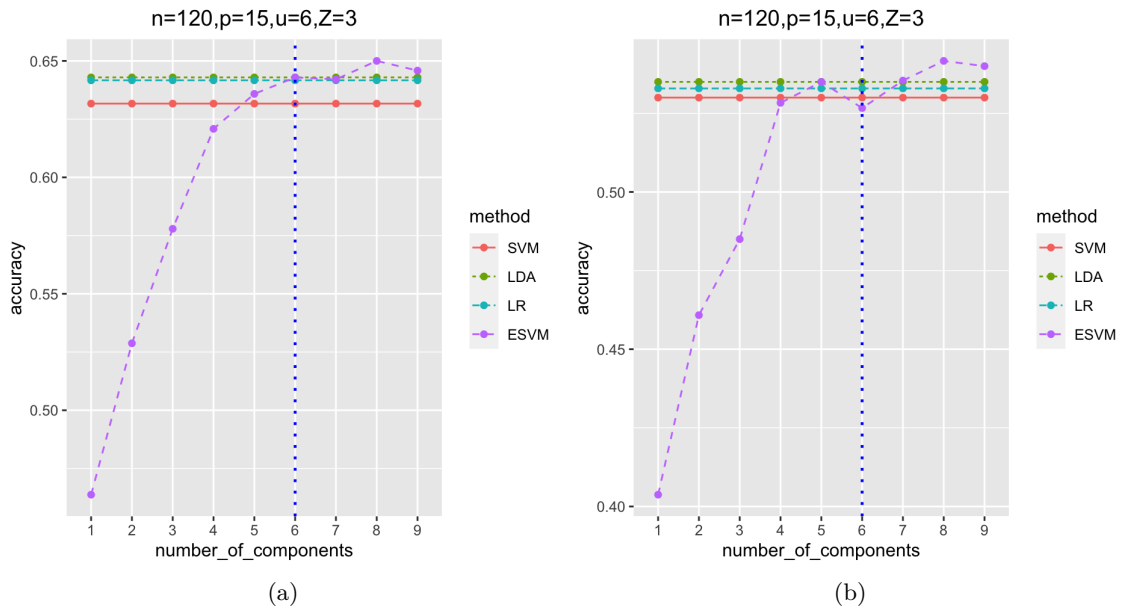 n=120,p=15,u=6,Z=3
0.65
0.60
0.55
0.50
accuracy
1 2 3 4 5 6 7 8 9
number_of_components
method
SVM
LDA
LR
ESVM
(a)
n=120,p=15,u=6,Z=3
0.50
0.45
0.40
accuracy
1 2 3 4 5 6 7 8 9
number_of_components
method
SVM
LDA
LR
ESVM
(b)